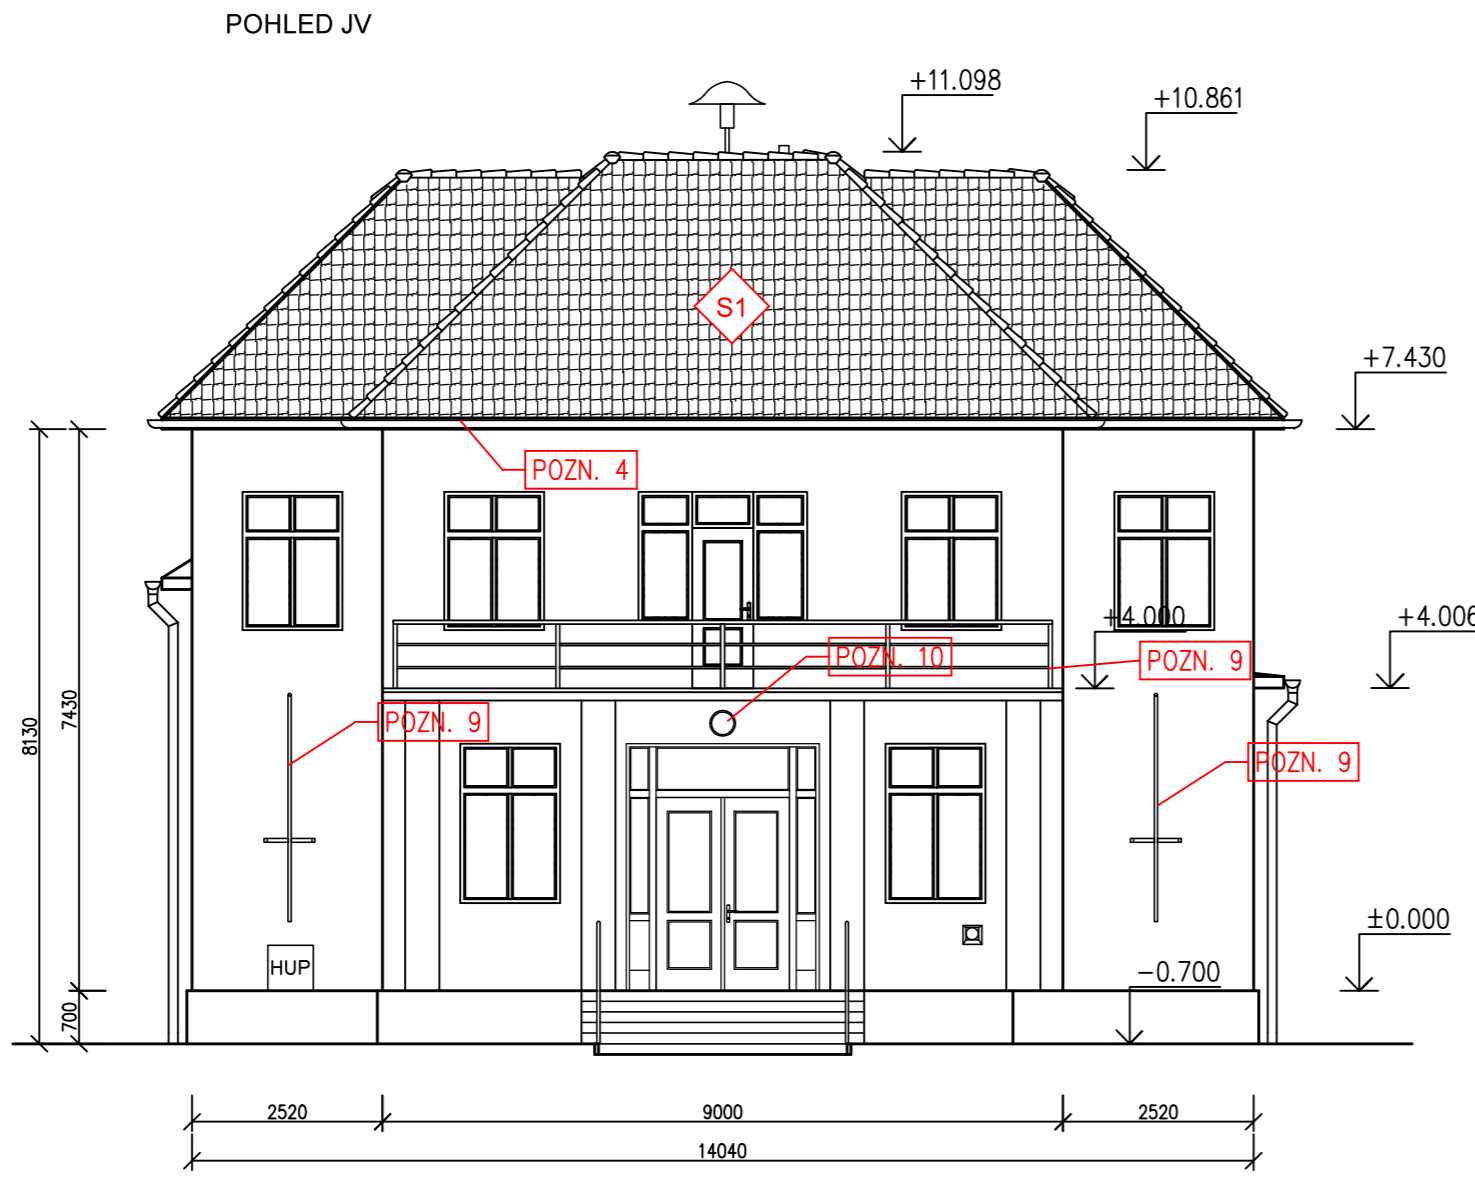 POHLED JV
+11.098
+10.861
S1
+7.430
POZN. 4
+4.000
+4.006
POZN. 10
POZN. 9
POZN. 9
POZN. 9
8130
7430
HUP
±0.000
-0.700
700
2520
9000
2520
14040